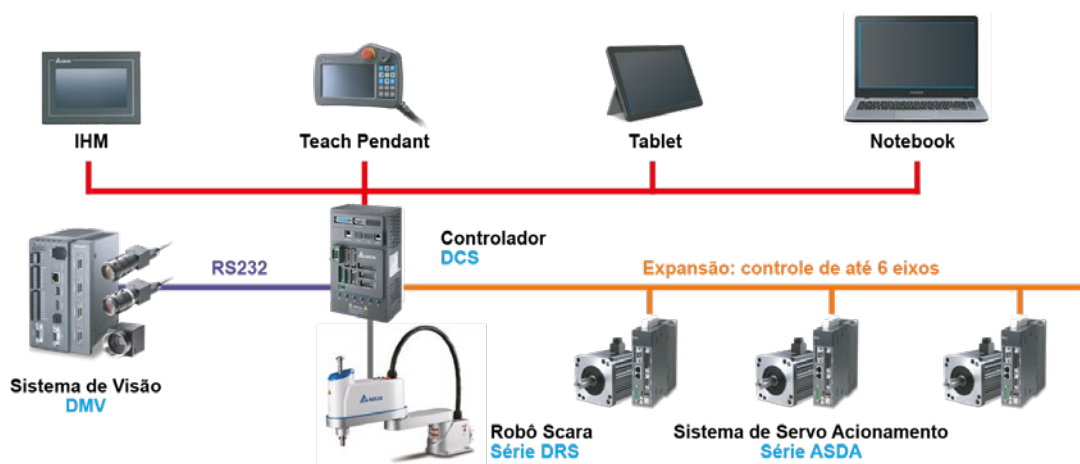 IHM
Teach Pendant
Tablet
Notebook
RS232
Controlador
DCS
Expansão: controle de até 6 eixos
Sistema de Visão
DMV
Robô Scara
Série DRS
Sistema de Servo Acionamento
Série ASDA